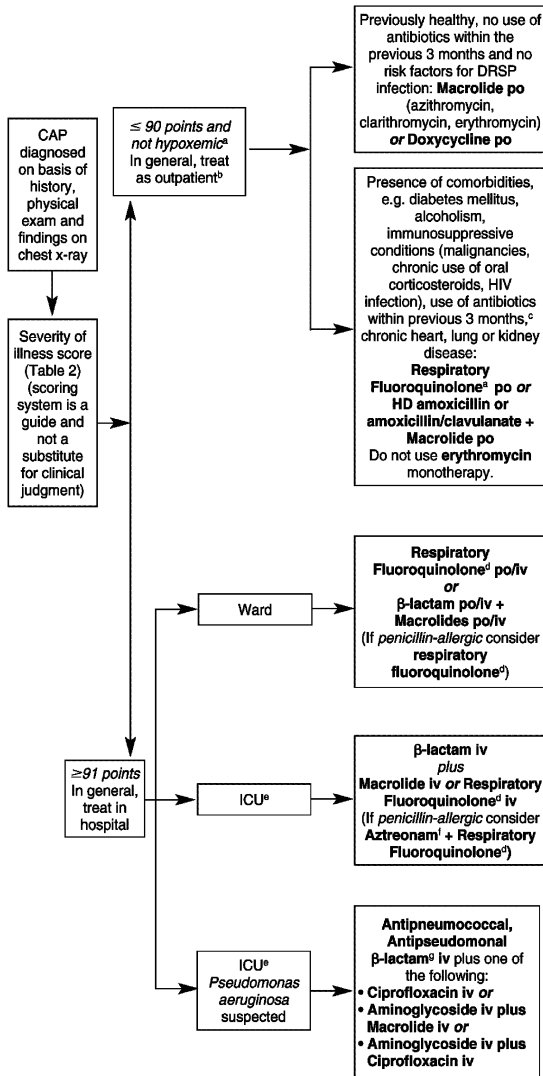 CAP
diagnosed
on basis of
history,
physical
exam and
findings on
chest x-ray
Severity of
illness score
(Table 2)
(scoring
system is a
guide and
not a
substitute
for clinical
judgment)
≤ 90 points and
not hypoxemicᵃ
In general, treat
as outpatientᵇ
Previously healthy, no use of
antibiotics within the
previous 3 months and no
risk factors for DRSP
infection: Macrolide po
(azithromycin,
clarithromycin, erythromycin)
or Doxycycline po
Presence of comorbidities,
e.g. diabetes mellitus,
alcoholism,
immunosuppressive
conditions (malignancies,
chronic use of oral
corticosteroids, HIV
infection), use of antibiotics
within previous 3 months,ᶜ
chronic heart, lung or kidney
disease:
Respiratory
Fluoroquinoloneᵃ po or
HD amoxicillin or
amoxicillin/clavulanate +
Macrolide po
Do not use erythromycin
monotherapy.
≥91 points
In general,
treat in
hospital
Ward
Respiratory
Fluoroquinoloneᵈ po/iv
or
β-lactam po/iv +
Macrolides po/iv
(If penicillin-allergic consider
respiratory
fluoroquinoloneᵈ)
ICUᵉ
β-lactam iv
plus
Macrolide iv or Respiratory
Fluoroquinoloneᵈ iv
(If penicillin-allergic consider
Aztreonamᶠ + Respiratory
Fluoroquinoloneᵈ)
ICUᵉ
Pseudomonas
aeruginosa
suspected
Antipneumococcal,
Antipseudomonal
β-lactamᵍ iv plus one of
the following:
• Ciprofloxacin iv or
• Aminoglycoside iv plus
Macrolide iv or
• Aminoglycoside iv plus
Ciprofloxacin iv